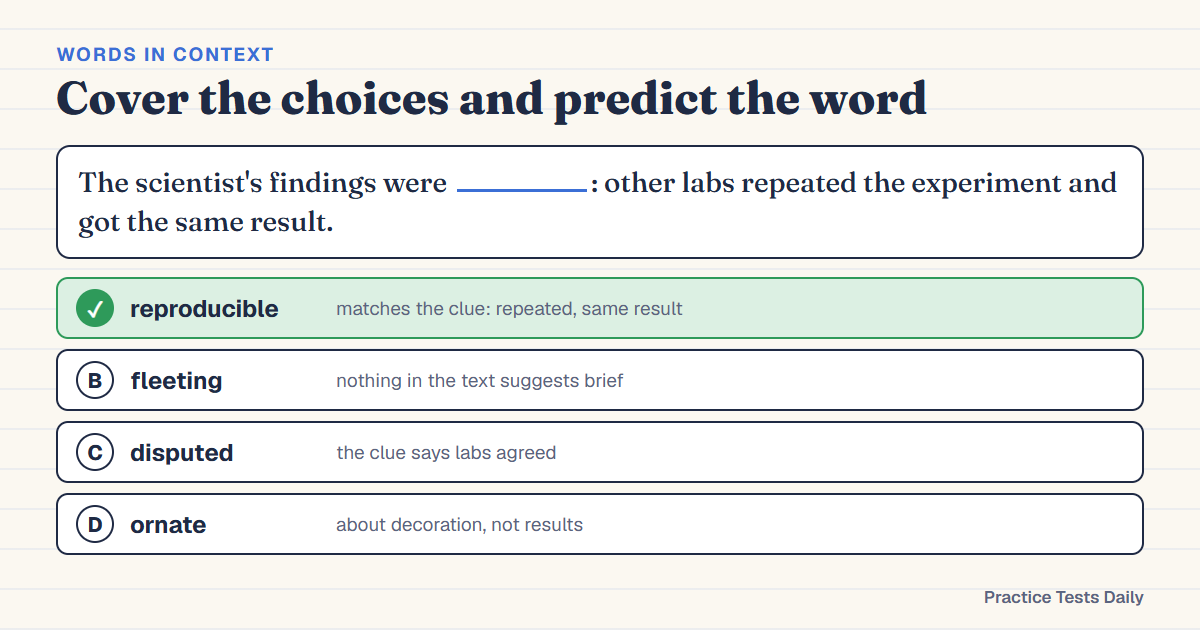 WORDS IN CONTEXT
Cover the choices and predict the word
The scientist's findings were ________: other labs repeated the experiment and
got the same result.
✓ reproducible matches the clue: repeated, same result
B fleeting nothing in the text suggests brief
C disputed the clue says labs agreed
D ornate about decoration, not results
Practice Tests Daily